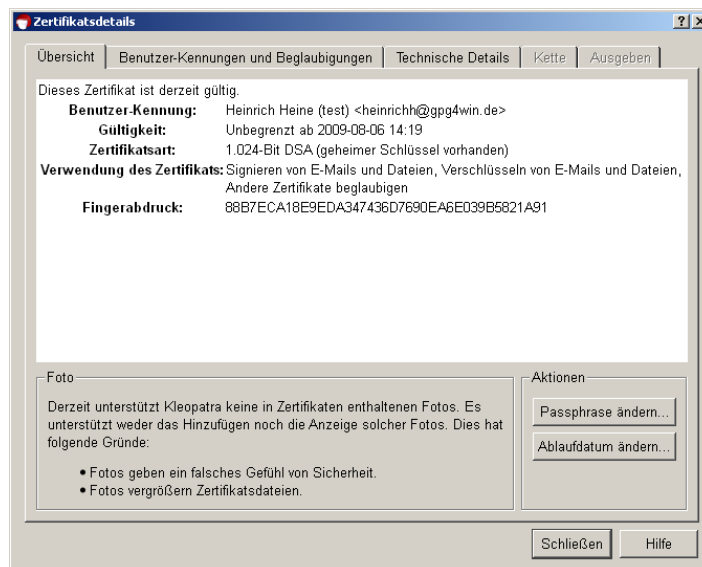 Zertifikatsdetails
Übersicht
Benutzer-Kennungen und Beglaubigungen
Technische Details
Kette
Ausgeben
Dieses Zertifikat ist derzeit gültig.
Benutzer-Kennung: Heinrich Heine (test) <heinrichh@gpg4win.de>
Gültigkeit: Unbegrenzt ab 2009-08-06 14:19
Zertifikatsart: 1.024-Bit DSA (geheimer Schlüssel vorhanden)
Verwendung des Zertifikats: Signieren von E-Mails und Dateien, Verschlüsseln von E-Mails und Dateien,
Andere Zertifikate beglaubigen
Fingerabdruck: 88B7ECA18E9EDA347436D7690EA6E039B5821A91
Foto
Derzeit unterstützt Kleopatra keine in Zertifikaten enthaltenen Fotos. Es
unterstützt weder das Hinzufügen noch die Anzeige solcher Fotos. Dies hat
folgende Gründe:
• Fotos geben ein falsches Gefühl von Sicherheit.
• Fotos vergrößern Zertifikatsdateien.
Aktionen
Passphrase ändern...
Ablaufdatum ändern...
Schließen
Hilfe